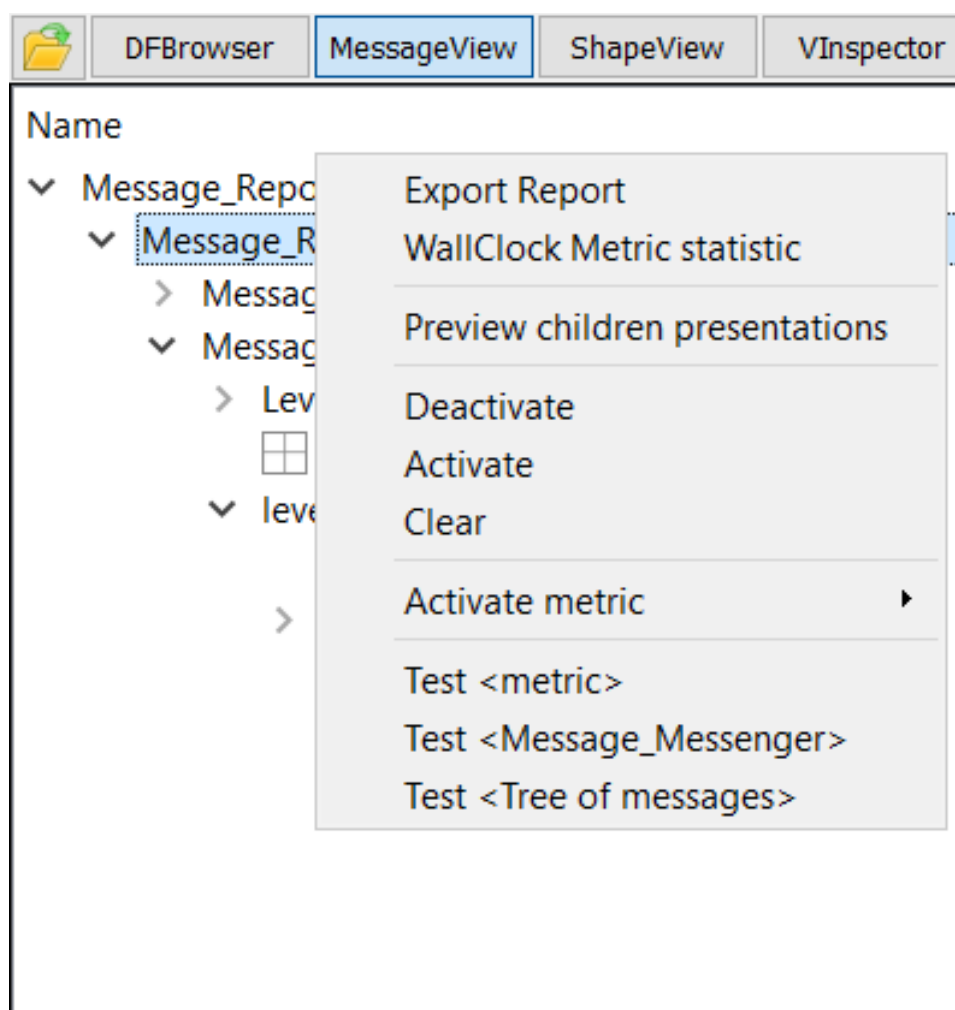 DFBrowser MessageView ShapeView VInspector
Name
Message_Repo
Message_R
Messag
Messag
Lev
leve
Export Report
WallClock Metric statistic
Preview children presentations
Deactivate
Activate
Clear
Activate metric
Test <metric>
Test <Message_Messenger>
Test <Tree of messages>